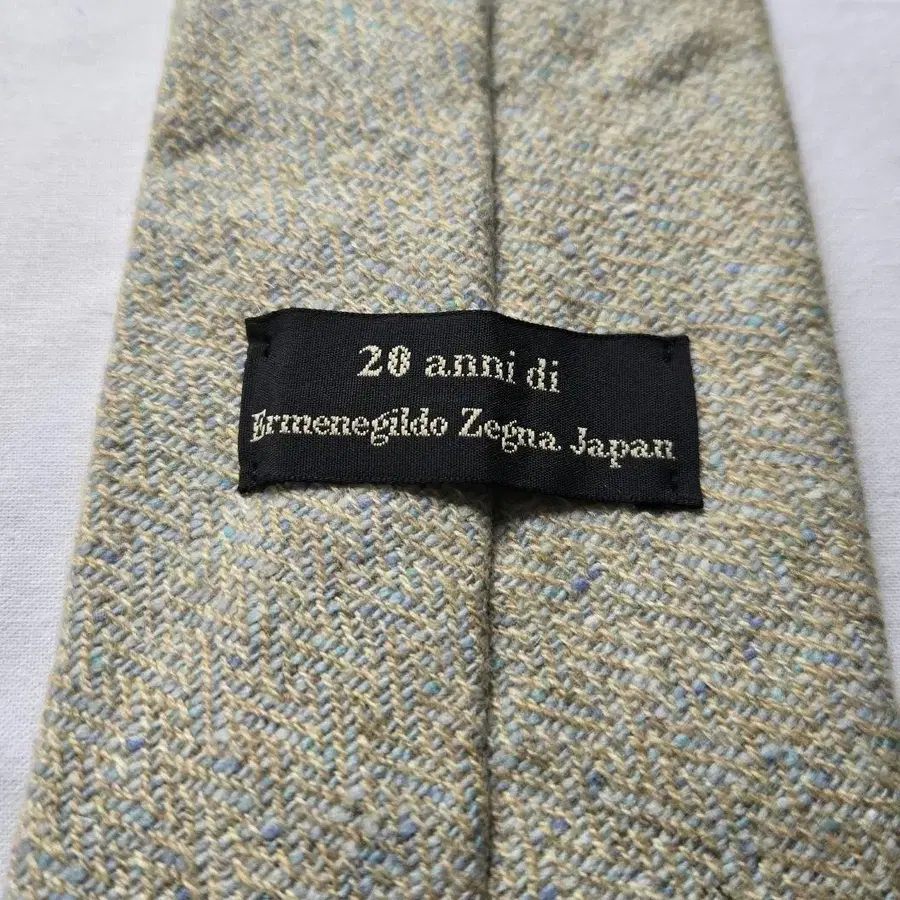 20 anni di
Ermenegildo Zegna Japan